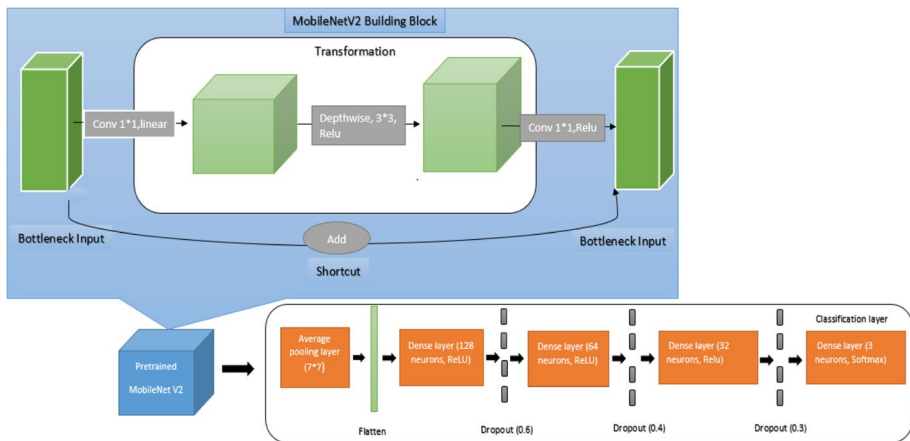 MobileNetV2 Building Block
Transformation
Conv 1*1,linear
Depthwise, 3*3,
Relu
Conv 1*1,Relu
Bottleneck Input
Add
Shortcut
Bottleneck Input
Pretrained
MobileNet V2
Average
pooling layer
(7*7)
Flatten
Dense layer (128
neurons, ReLU)
Dropout (0.6)
Dense layer (64
neurons, ReLU)
Dropout (0.4)
Dense layer (32
neurons, Relu)
Dropout (0.3)
Classification layer
Dense layer (3
neurons, Softmax)